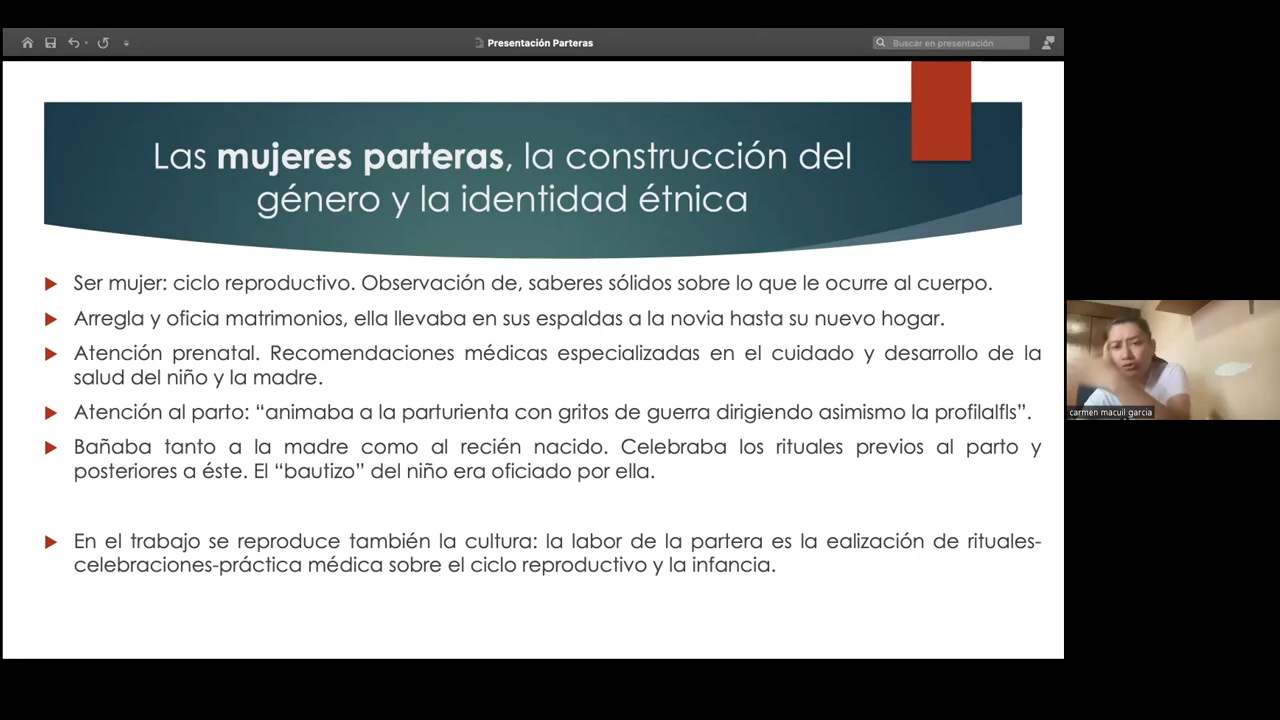 Presentación Parteras
Buscar en presentación
Las mujeres parteras, la construcción del
género y la identidad étnica
Ser mujer: ciclo reproductivo. Observación de, saberes sólidos sobre lo que le ocurre al cuerpo.
Arregla y oficia matrimonios, ella llevaba en sus espaldas a la novia hasta su nuevo hogar.
Atención prenatal. Recomendaciones médicas especializadas en el cuidado y desarrollo de la
salud del niño y la madre.
Atención al parto: “animaba a la parturienta con gritos de guerra dirigiendo asimismo la profilalfls”.
Bañaba tanto a la madre como al recién nacido. Celebraba los rituales previos al parto y
posteriores a éste. El “bautizo” del niño era oficiado por ella.
En el trabajo se reproduce también la cultura: la labor de la partera es la ealización de rituales-
celebraciones-práctica médica sobre el ciclo reproductivo y la infancia.
carmen macuil garcia